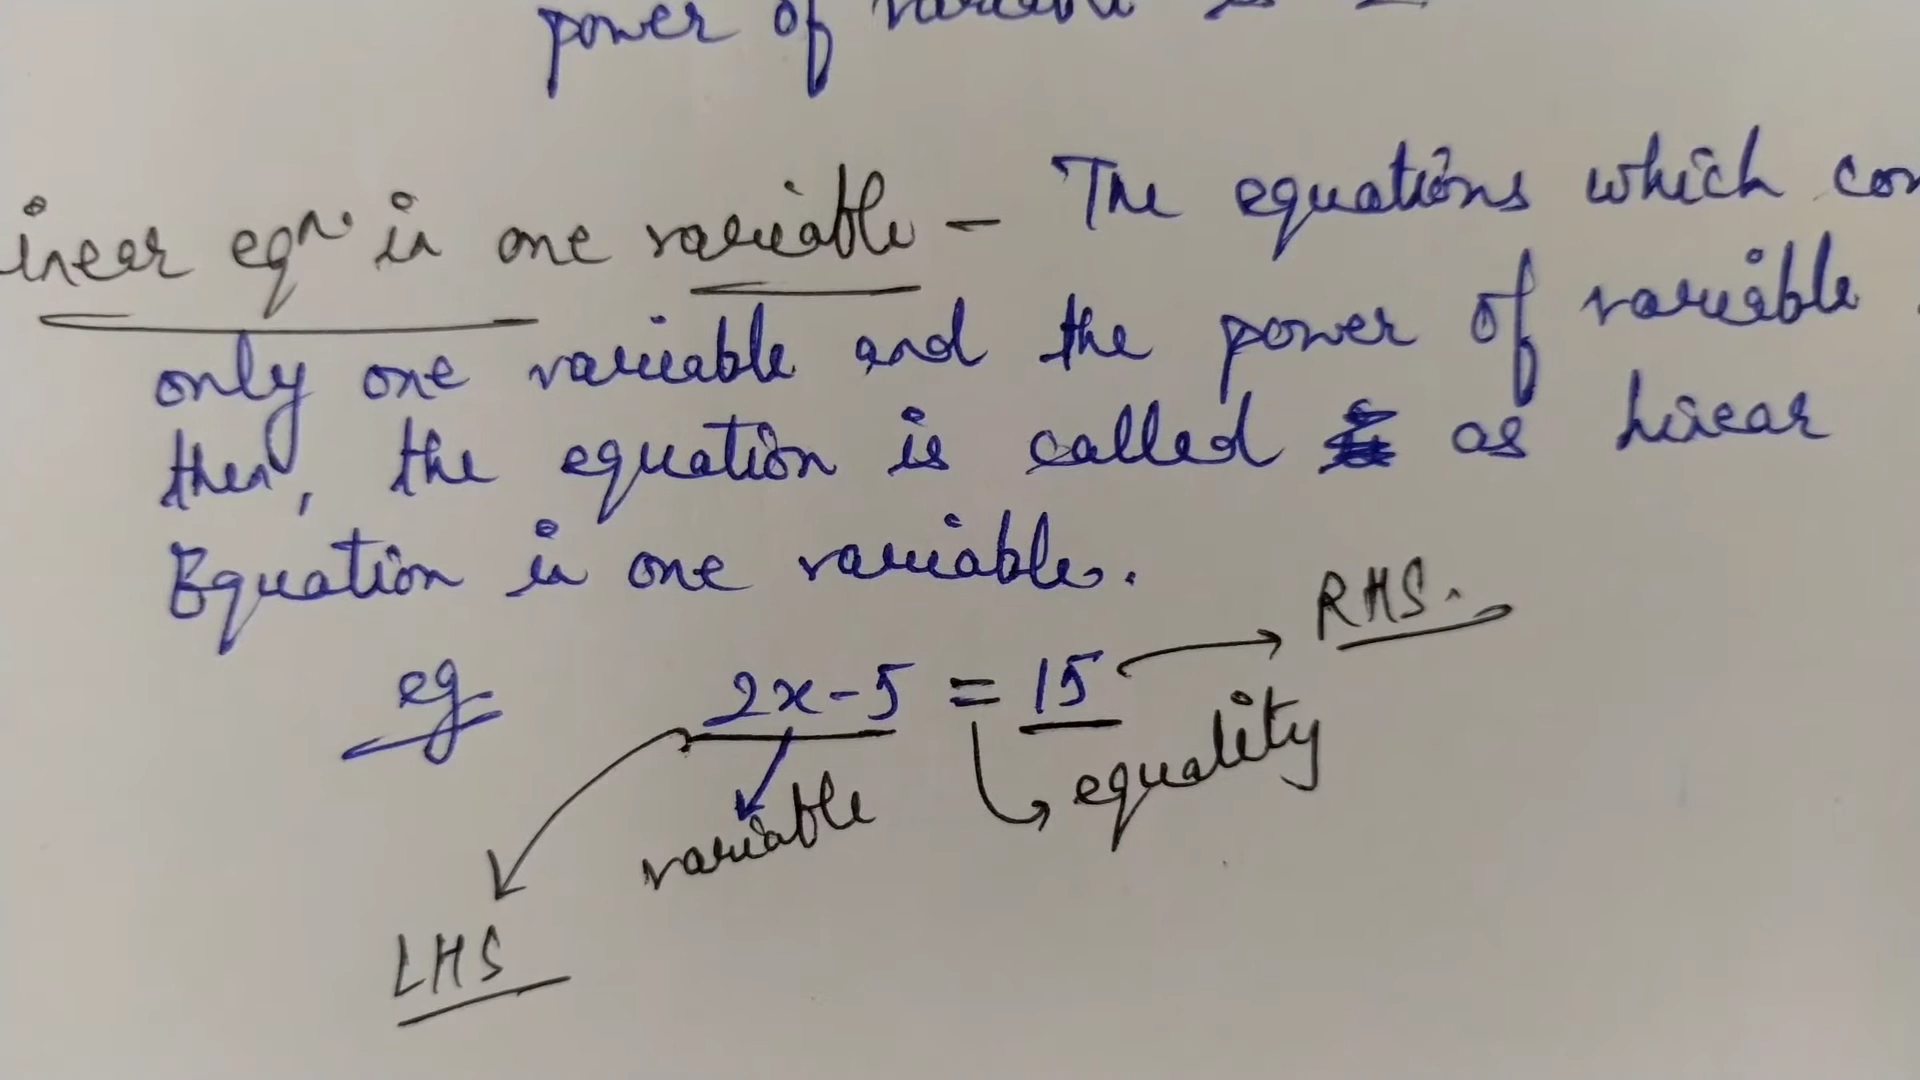 power of variable is
inear eqn. in one variable – The equations which con
only one variable and the power of variable
then, the equation is called as Linear
Equation in one variable.
eg 2x-5 = 15
RHS.
equality
variable
LHS